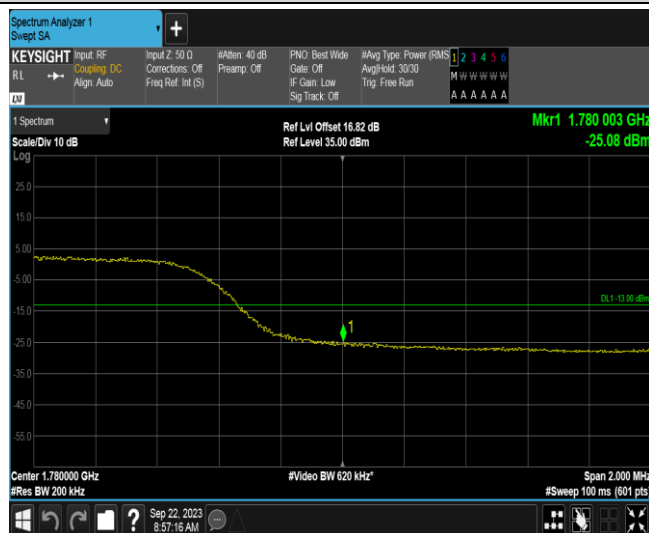 Spectrum Analyzer 1
Swept SA
KEYSIGHT
RL
LXI
Input: RF
Coupling: DC
Align: Auto
Input Z: 50 Ω
Corrections: Off
Freq Ref: Int (S)
#Atten: 40 dB
Preamp: Off
PNO: Best Wide
Gate: Off
IF Gain: Low
Sig Track: Off
#Avg Type: Power (RMS
Avg|Hold: 30/30
Trig: Free Run
1 2 3 4 5 6
M W W W W W
A A A A A A
1 Spectrum
Scale/Div 10 dB
Log
Ref Lvl Offset 16.82 dB
Ref Level 35.00 dBm
Mkr1 1.780 003 GHz
-25.08 dBm
25.0
15.0
5.00
-5.00
DL1 -13.00 dBm
-15.0
1
-25.0
-35.0
-45.0
-55.0
Center 1.780000 GHz
#Video BW 620 kHz*
Span 2.000 MHz
#Res BW 200 kHz
#Sweep 100 ms (601 pts)
?
Sep 22, 2023
8:57:16 AM